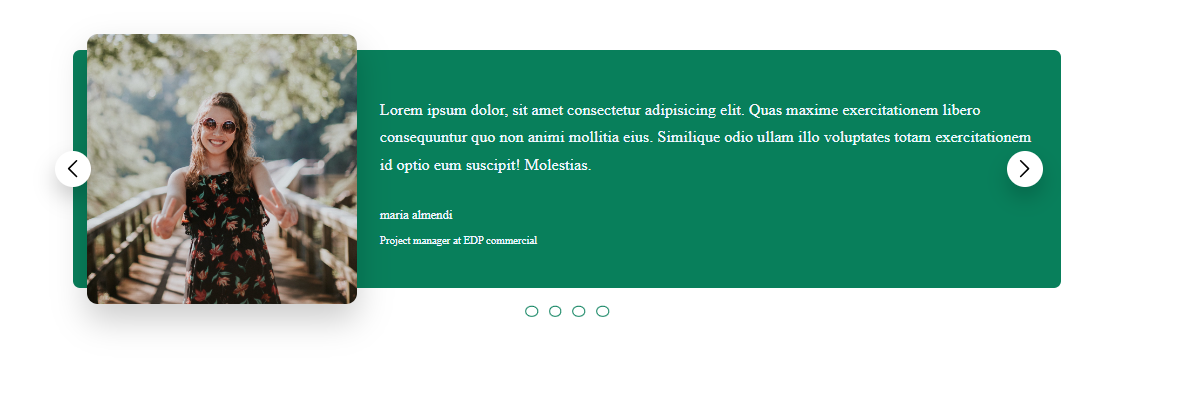 Lorem ipsum dolor, sit amet consectetur adipisicing elit. Quas maxime exercitationem libero
consequuntur quo non animi mollitia eius. Similique odio ullam illo voluptates totam exercitationem
id optio eum suscipit! Molestias.
maria almendi
Project manager at EDP commercial